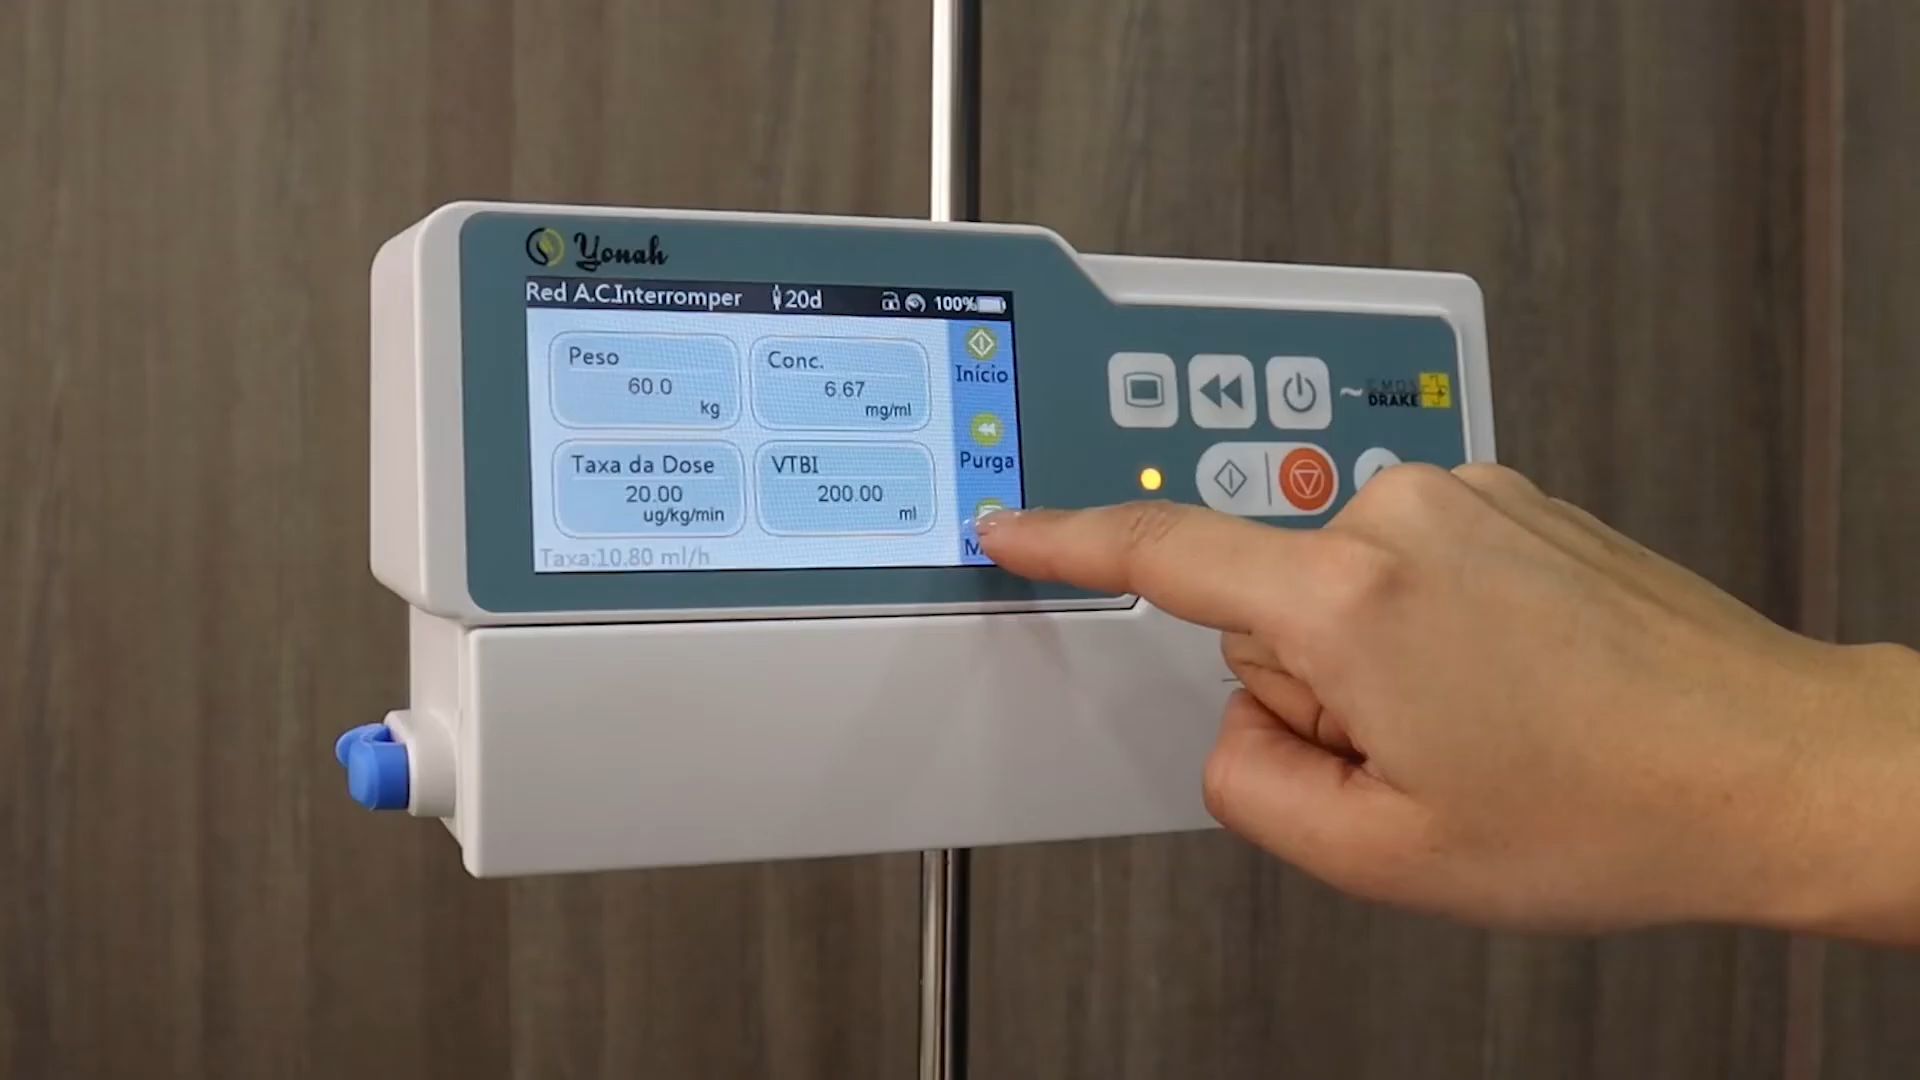 Yonah
Red A.C.Interromper 20d 100%
Peso
60.0
kg
Conc.
6.67
mg/ml
Início
Purga
Taxa da Dose
20.00
ug/kg/min
VTBI
200.00
ml
Taxa:10.80 ml/h
CMOS
DRAKE